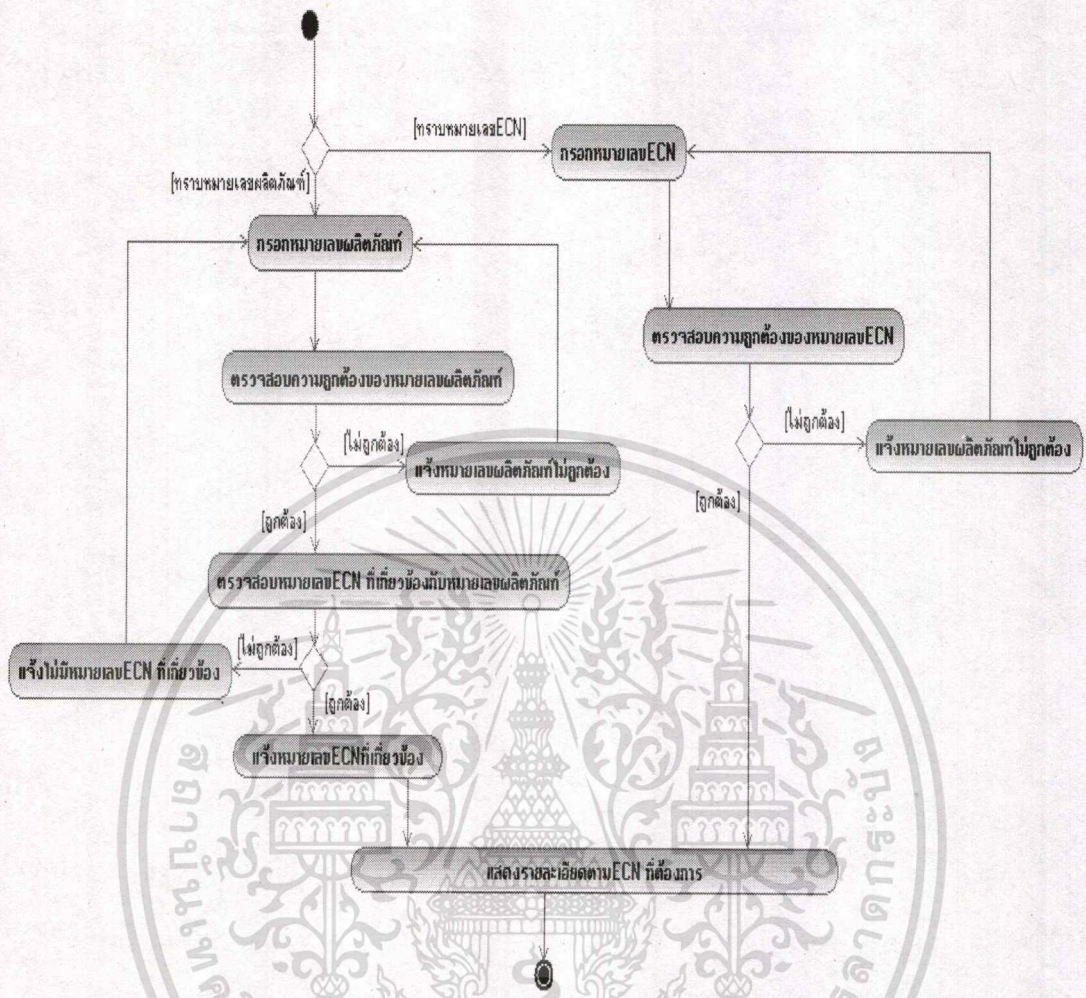 [ทราบหมายเลขECN]
กรอกหมายเลขECN
[ทราบหมายเลขผลิตภัณฑ์]
กรอกหมายเลขผลิตภัณฑ์
ตรวจสอบความถูกต้องของหมายเลขECN
ตรวจสอบความถูกต้องของหมายเลขผลิตภัณฑ์
[ไม่ถูกต้อง]
แจ้งหมายเลขผลิตภัณฑ์ไม่ถูกต้อง
[ไม่ถูกต้อง]
แจ้งหมายเลขผลิตภัณฑ์ไม่ถูกต้อง
[ถูกต้อง]
[ถูกต้อง]
ตรวจสอบหมายเลขECN ที่เกี่ยวข้องกับหมายเลขผลิตภัณฑ์
[ไม่ถูกต้อง]
แจ้งไม่มีหมายเลขECN ที่เกี่ยวข้อง
[ถูกต้อง]
แจ้งหมายเลขECNที่เกี่ยวข้อง
แสดงรายละเอียดตามECN ที่ต้องการ
สถาบันเทค
ลาดกระบัง